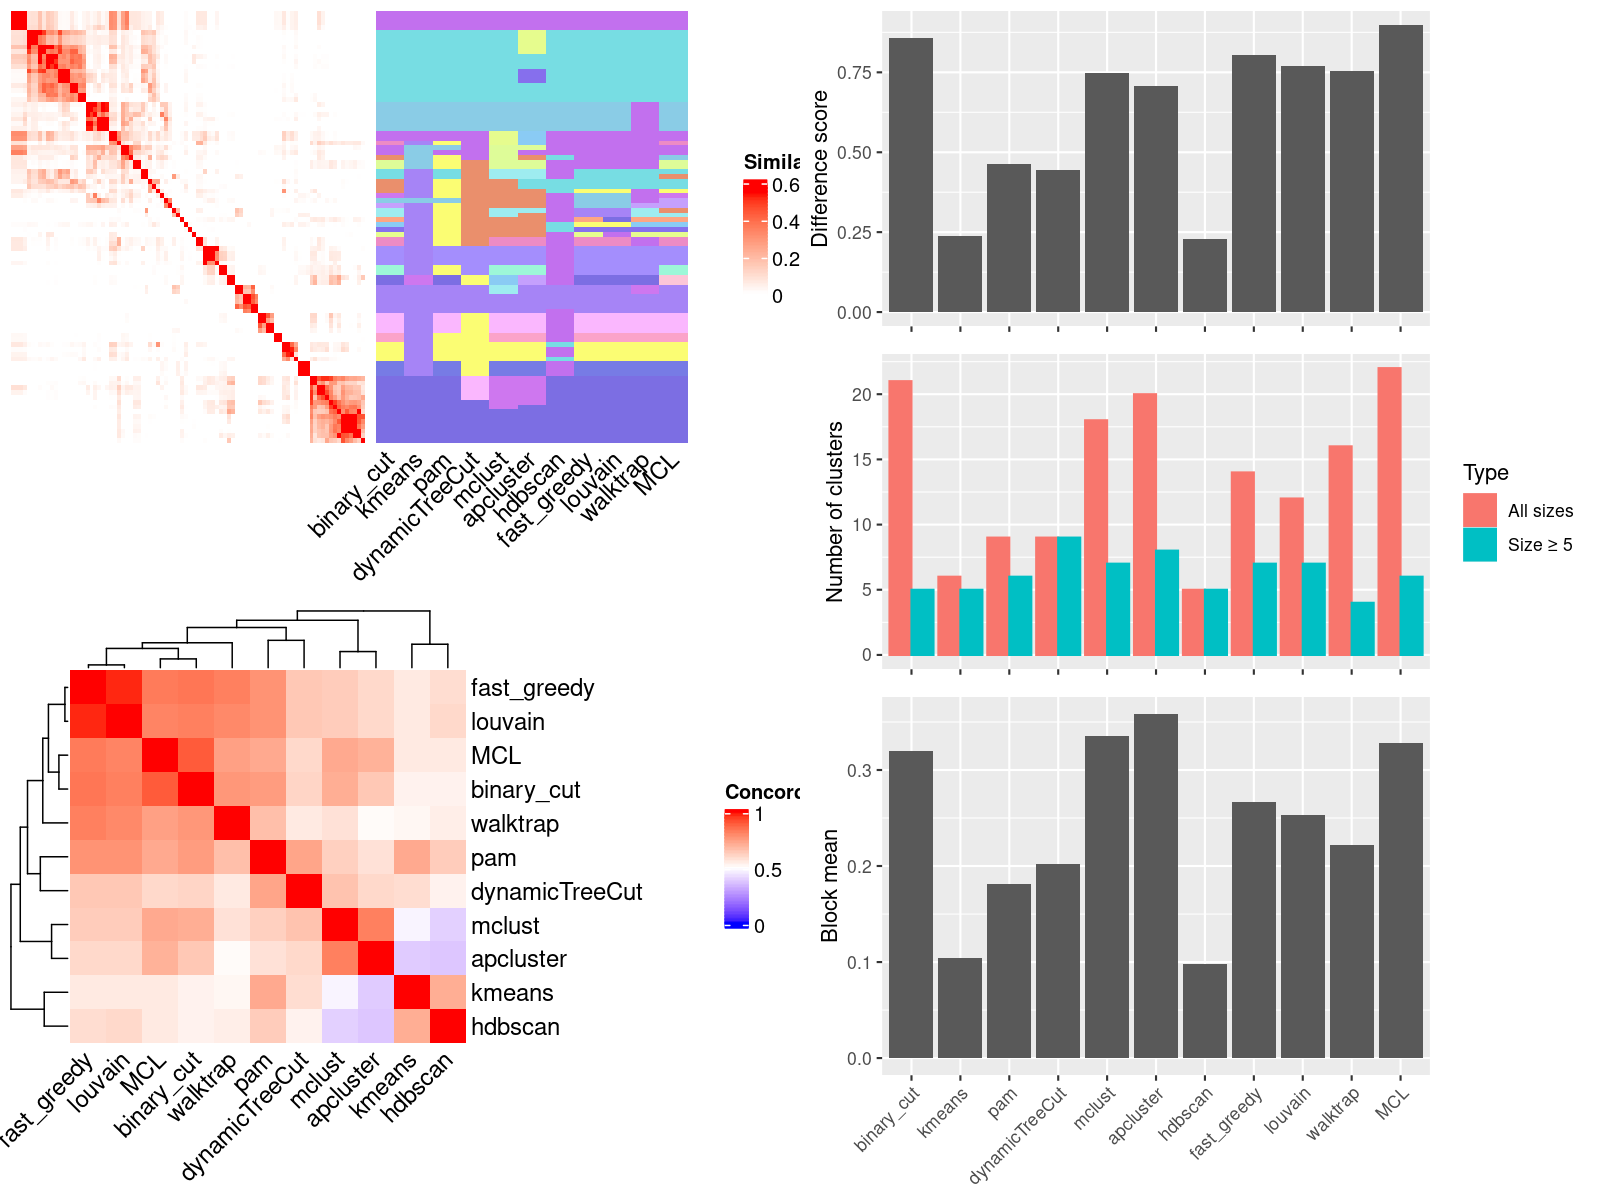 Simila
0.6
0.4
0.2
0
binary_cut
kmeans
pam
dynamicTreeCut
mclust
apcluster
hdbscan
fast_greedy
louvain
walktrap
MCL
Concord
1
0.5
0
fast_greedy
louvain
MCL
binary_cut
walktrap
pam
dynamicTreeCut
mclust
apcluster
kmeans
hdbscan
fast_greedy
louvain
MCL
binary_cut
walktrap
pam
dynamicTreeCut
mclust
apcluster
kmeans
hdbscan
Difference score
0.75
0.50
0.25
0.00
Number of clusters
20
15
10
5
0
Type
All sizes
Size ≥ 5
Block mean
0.3
0.2
0.1
0.0
binary_cut
kmeans
pam
dynamicTreeCut
mclust
apcluster
hdbscan
fast_greedy
louvain
walktrap
MCL